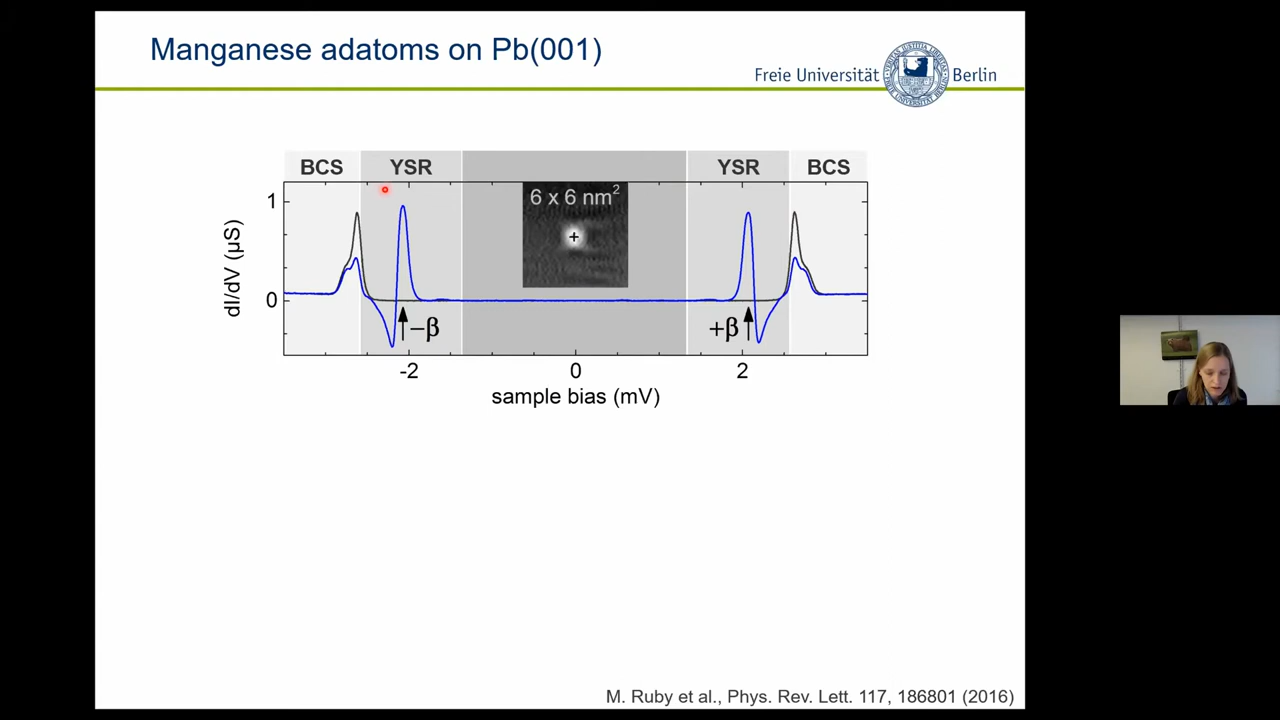 Manganese adatoms on Pb(001)
Freie Universität Berlin
BCS YSR YSR BCS
6 x 6 nm²
1
0
dI/dV (µS)
−β +β
-2 0 2
sample bias (mV)
M. Ruby et al., Phys. Rev. Lett. 117, 186801 (2016)